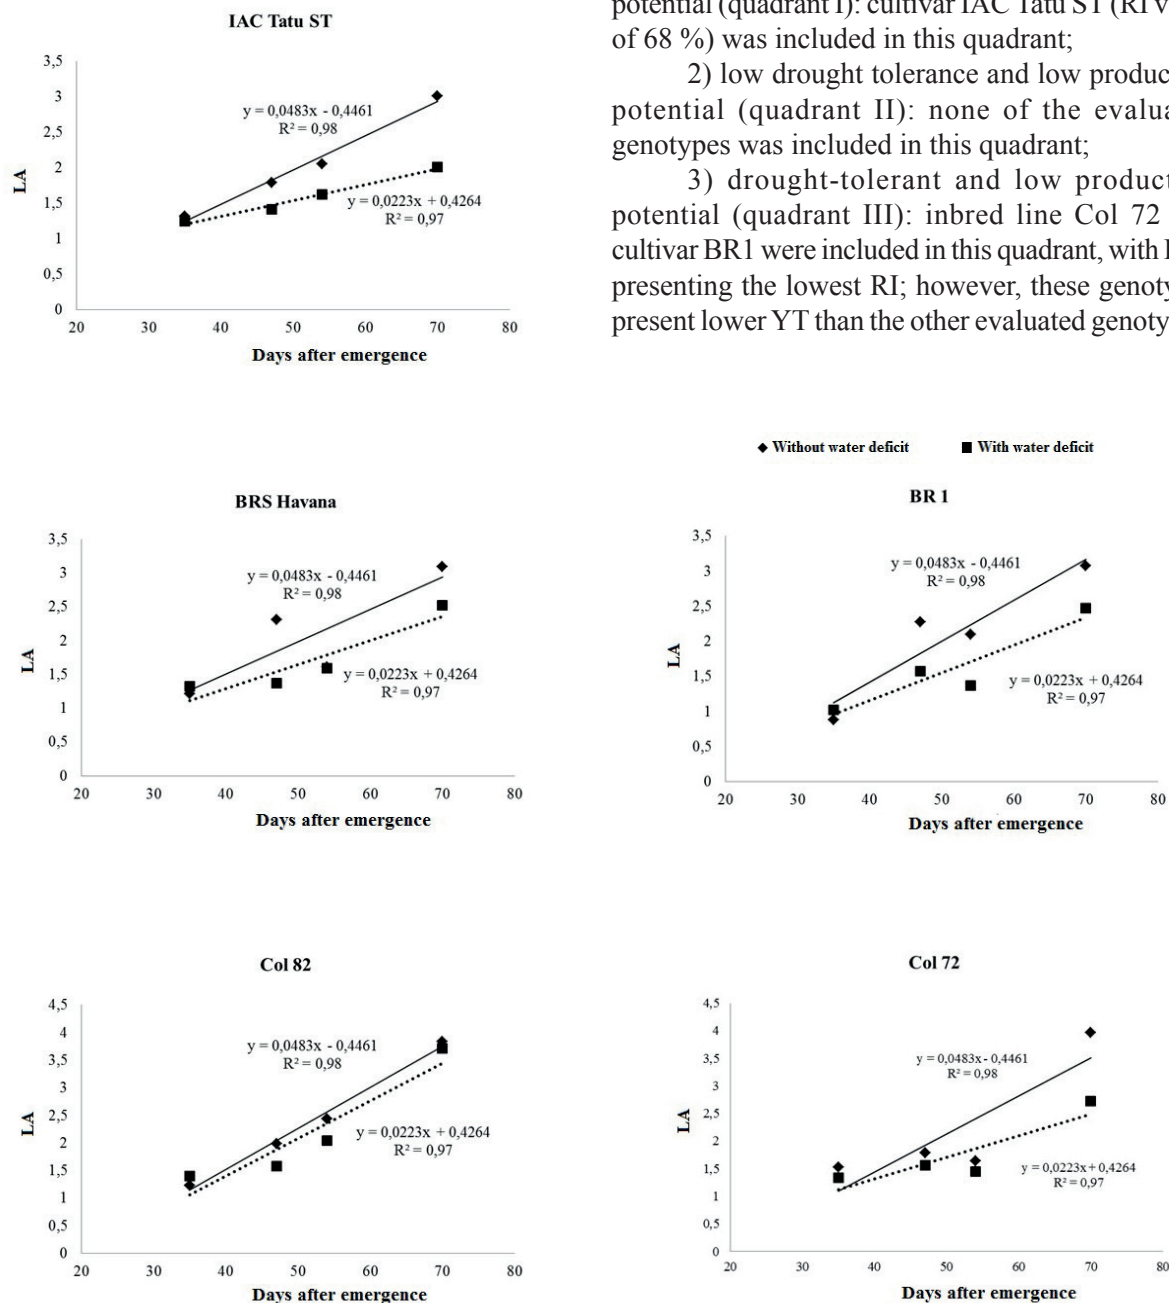 IAC Tatu ST
3,5
3
2,5
2
1,5
1
0,5
0
LA
y = 0,0483x - 0,4461
R² = 0,98
y = 0,0223x + 0,4264
R² = 0,97
20 30 40 50 60 70 80
Days after emergence
potential (quadrant I): cultivar IAC Tatu ST (RI
of 68 %) was included in this quadrant;
2) low drought tolerance and low
potential (quadrant II): none of the
genotypes was included in this quadrant;
3) drought-tolerant and low
potential (quadrant III): inbred line Col 72
cultivar BR1 were included in this quadrant, with
presenting the lowest RI; however, these
present lower YT than the other evaluated
◆ Without water deficit ■ With water deficit
BRS Havana
3,5
3
2,5
2
1,5
1
0,5
0
LA
y = 0,0483x - 0,4461
R² = 0,98
y = 0,0223x + 0,4264
R² = 0,97
20 30 40 50 60 70 80
Days after emergence
BR 1
3,5
3
2,5
2
1,5
1
0,5
0
LA
y = 0,0483x - 0,4461
R² = 0,98
y = 0,0223x + 0,4264
R² = 0,97
20 30 40 50 60 70 80
Days after emergence
Col 82
4,5
4
3,5
3
2,5
2
1,5
1
0,5
0
LA
y = 0,0483x - 0,4461
R² = 0,98
y = 0,0223x + 0,4264
R² = 0,97
20 30 40 50 60 70 80
Days after emergence
Col 72
4,5
4
3,5
3
2,5
2
1,5
1
0,5
0
LA
y = 0,0483x - 0,4461
R² = 0,98
y = 0,0223x + 0,4264
R² = 0,97
20 30 40 50 60 70 80
Days after emergence